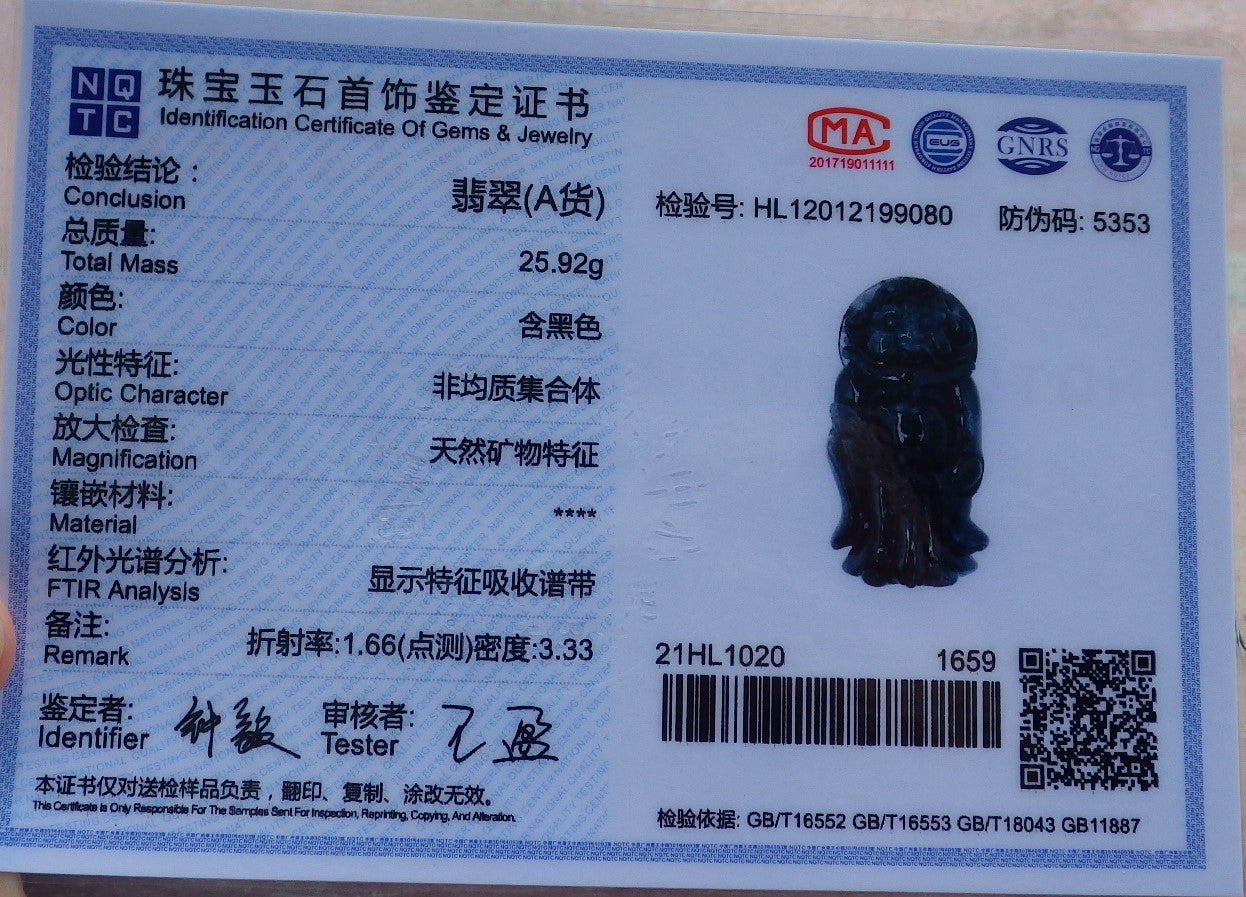 NQ
TC
珠宝玉石首饰鉴定证书
Identification Certificate Of Gems & Jewelry
检验结论：
Conclusion
翡翠(A货)
总质量:
Total Mass
25.92g
颜色:
Color
含黑色
光性特征:
Optic Character
非均质集合体
放大检查:
Magnification
天然矿物特征
镶嵌材料:
Material
****
红外光谱分析:
FTIR Analysis
显示特征吸收谱带
备注:
Remark
折射率:1.66(点测)密度:3.33
鉴定者:
Identifier
审核者:
Tester
本证书仅对送检样品负责，翻印、复制、涂改无效。
This Certificate is Only Responsible For The Samples Sent For Inspection, Reprinting, Copying, And Alteration.
MA
201719011111
GNRS
检验号: HL12012199080
防伪码: 5353
21HL1020
1659
检验依据: GB/T16552 GB/T16553 GB/T18043 GB11887